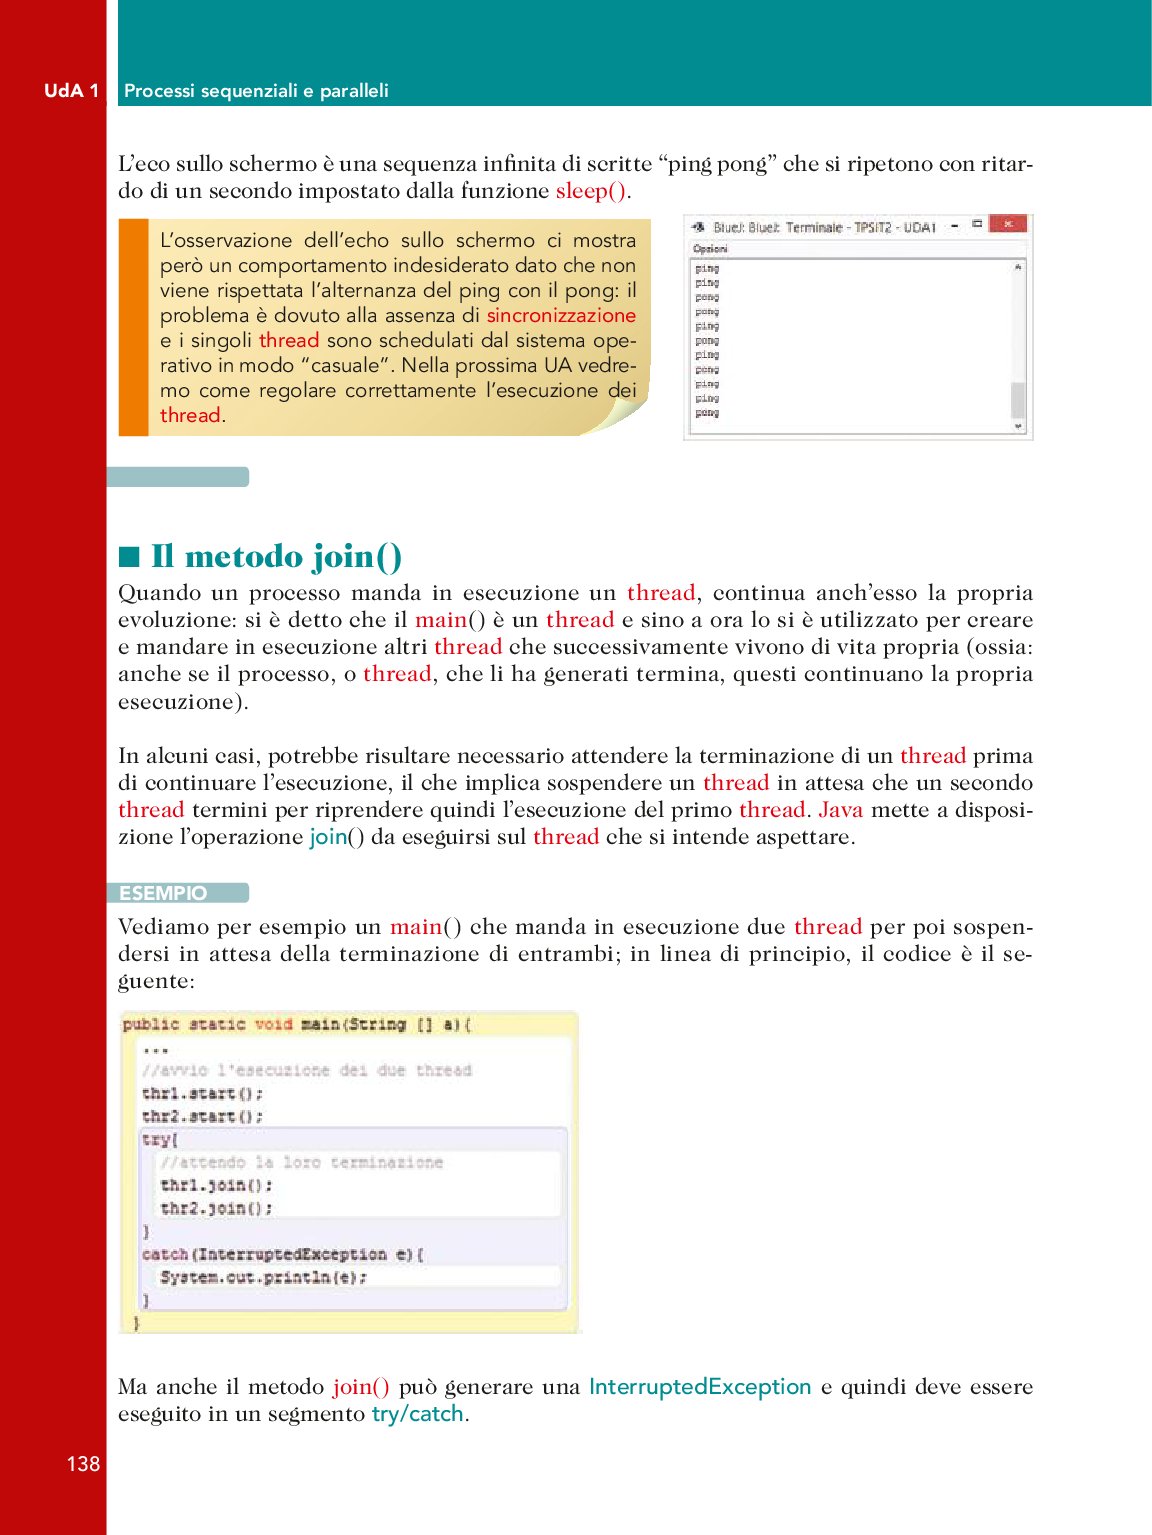 UdA 1 Processi sequenziali e paralleli
L’eco sullo schermo è una sequenza infinita di scritte “ping pong” che si ripetono con ritar-
do di un secondo impostato dalla funzione sleep().
L’osservazione dell’echo sullo schermo ci mostra
però un comportamento indesiderato dato che non
viene rispettata l’alternanza del ping con il pong: il
problema è dovuto alla assenza di sincronizzazione
e i singoli thread sono schedulati dal sistema ope-
rativo in modo “casuale”. Nella prossima UA vedre-
mo come regolare correttamente l’esecuzione dei
thread.
BlueJ: BlueJ: Terminale - TPSIT2 - UDA1
Opzioni
ping
ping
pong
pong
ping
pong
ping
pong
ping
ping
pong
■ Il metodo join()
Quando un processo manda in esecuzione un thread, continua anch’esso la propria
evoluzione: si è detto che il main() è un thread e sino a ora lo si è utilizzato per creare
e mandare in esecuzione altri thread che successivamente vivono di vita propria (ossia:
anche se il processo, o thread, che li ha generati termina, questi continuano la propria
esecuzione).
In alcuni casi, potrebbe risultare necessario attendere la terminazione di un thread prima
di continuare l’esecuzione, il che implica sospendere un thread in attesa che un secondo
thread termini per riprendere quindi l’esecuzione del primo thread. Java mette a disposi-
zione l’operazione join() da eseguirsi sul thread che si intende aspettare.
ESEMPIO
Vediamo per esempio un main() che manda in esecuzione due thread per poi sospen-
dersi in attesa della terminazione di entrambi; in linea di principio, il codice è il se-
guente:
public static void main(String [] a){
...
//avvio l'esecuzione dei due thread
thr1.start();
thr2.start();
try{
//attendo la loro terminazione
thr1.join();
thr2.join();
}
catch(InterruptedException e){
System.out.println(e);
}
}
Ma anche il metodo join() può generare una InterruptedException e quindi deve essere
eseguito in un segmento try/catch.
138